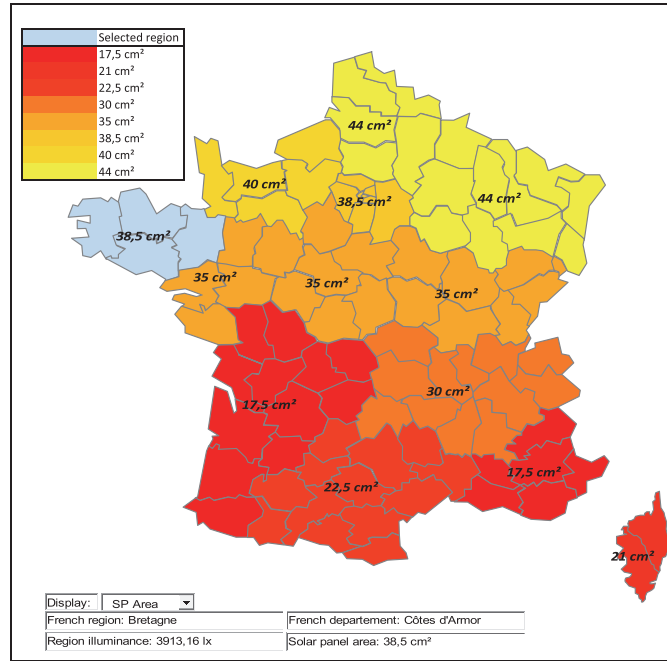 Selected region
17,5 cm²
21 cm²
22,5 cm²
30 cm²
35 cm²
38,5 cm²
40 cm²
44 cm²
44 cm²
40 cm²
38,5 cm²
44 cm²
38,5 cm²
35 cm²
35 cm²
35 cm²
30 cm²
17,5 cm²
17,5 cm²
22,5 cm²
21 cm²
Display: SP Area
French region: Bretagne French departement: Côtes d'Armor
Region illuminance: 3913,16 lx Solar panel area: 38,5 cm²